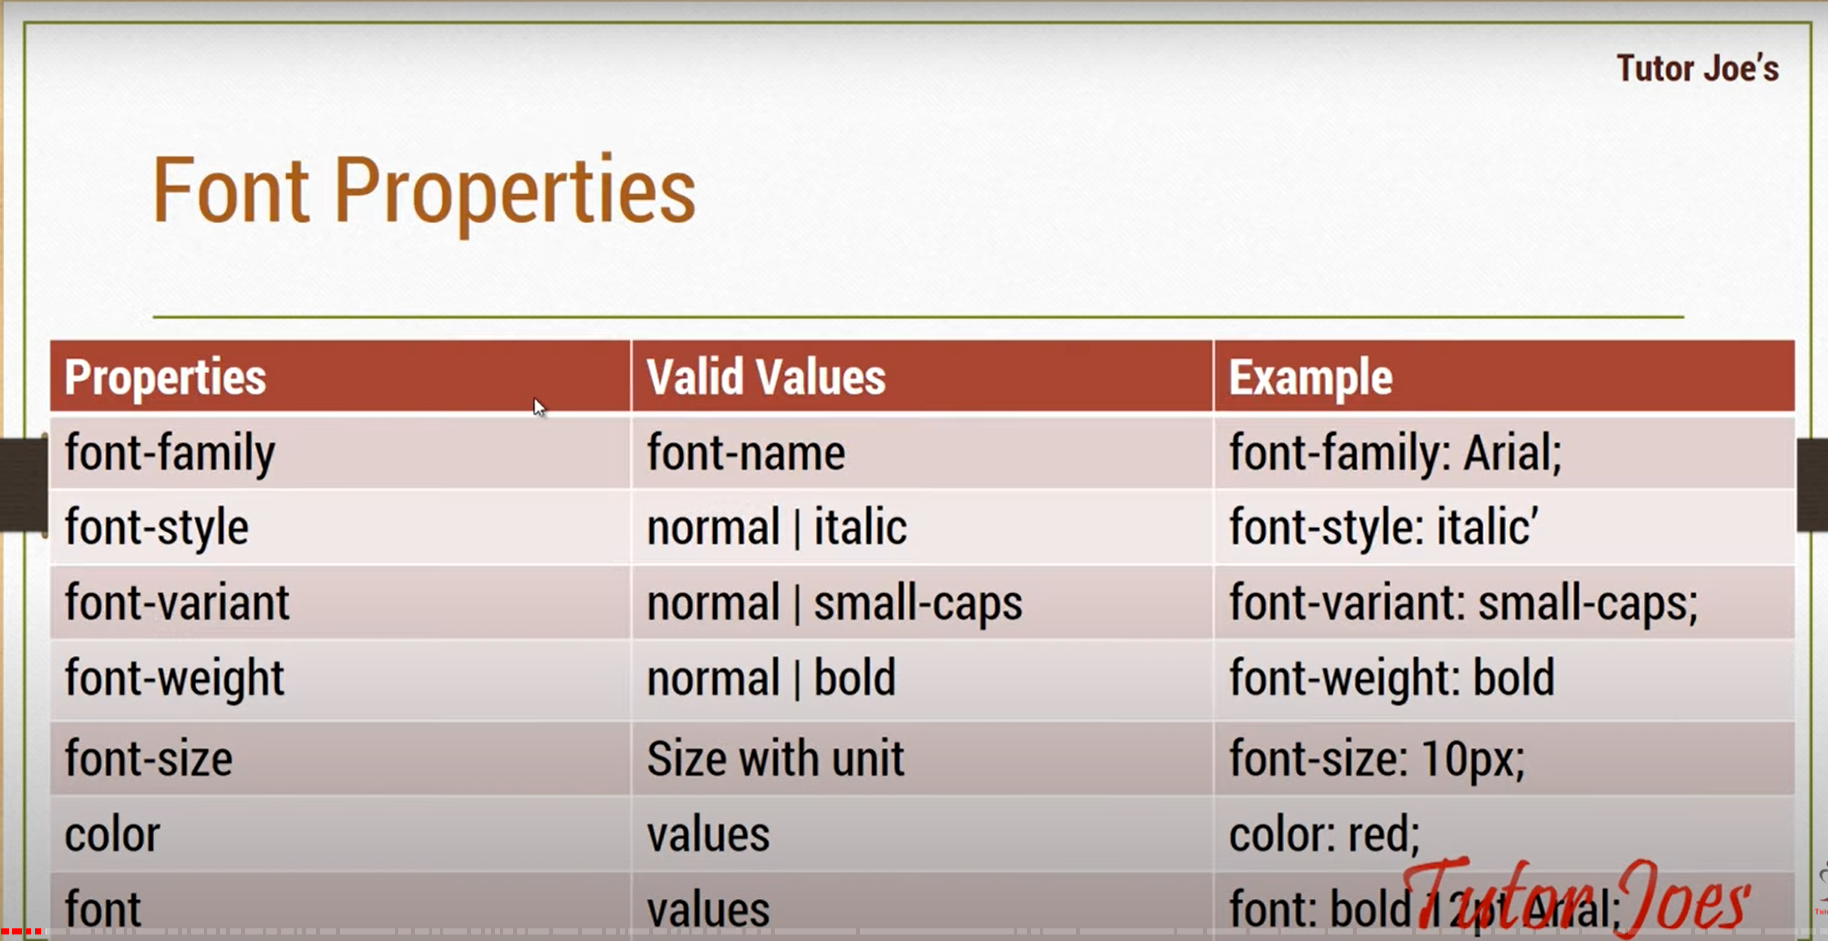 Tutor Joe's
Font Properties
Properties Valid Values Example
font-family font-name font-family: Arial;
font-style normal | italic font-style: italic’
font-variant normal | small-caps font-variant: small-caps;
font-weight normal | bold font-weight: bold
font-size Size with unit font-size: 10px;
color values color: red;
font values font: bold 12pt Arial;
Tutor Joes